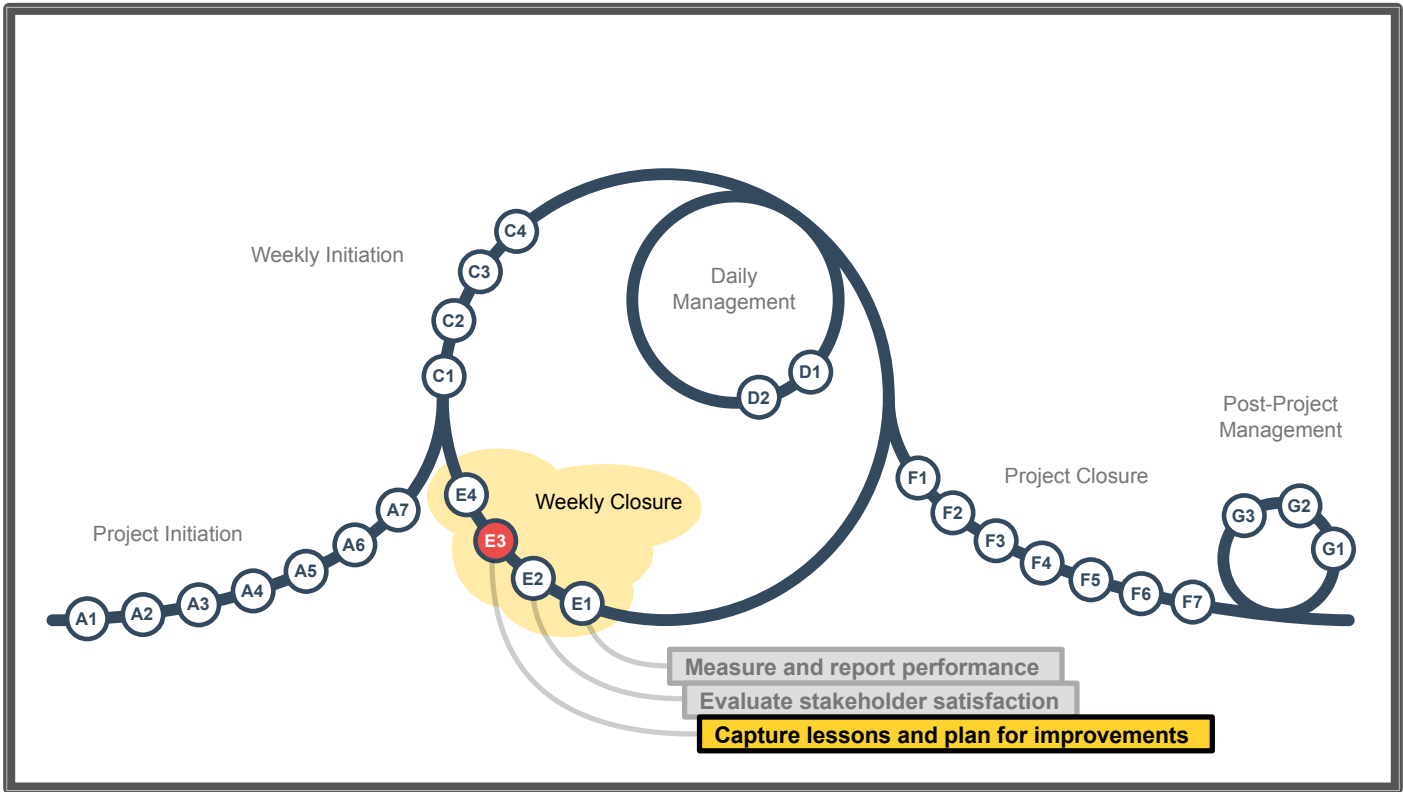 Weekly Initiation
C4
C3
C2
C1
Daily
Management
D1
D2
Post-Project
Management
Project Closure
Weekly Closure
Project Initiation
A1
A2
A3
A4
A5
A6
A7
E4
E3
E2
E1
F1
F2
F3
F4
F5
F6
F7
G3
G2
G1
Measure and report performance
Evaluate stakeholder satisfaction
Capture lessons and plan for improvements